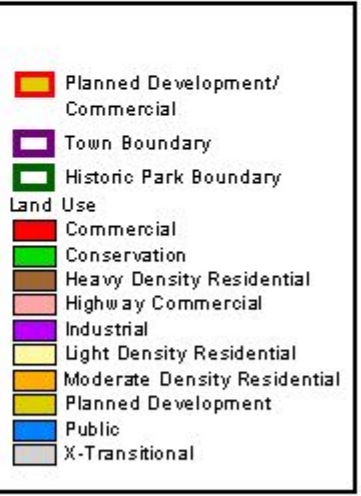 Planned Development/
Commercial
Town Boundary
Historic Park Boundary
Land Use
Commercial
Conservation
Heavy Density Residential
Highway Commercial
Industrial
Light Density Residential
Moderate Density Residential
Planned Development
Public
X-Transitional